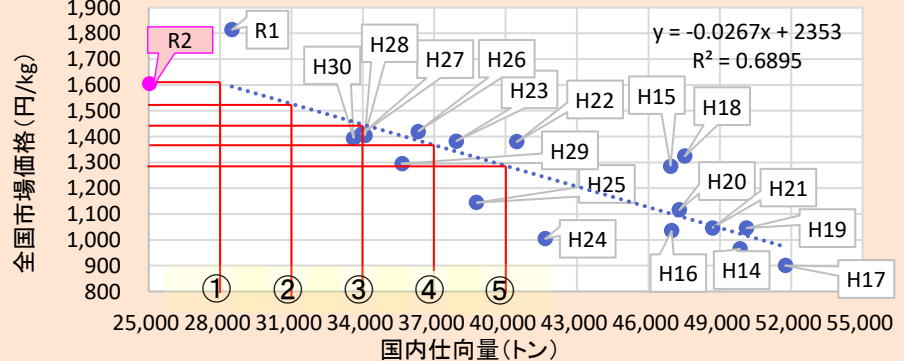 1,900
1,800
1,700
1,600
1,500
1,400
1,300
1,200
1,100
1,000
900
800
全国市場価格(円/kg)
R2
R1
H30
H28
H27
H26
H23
H22
H29
H25
H24
H15
H18
H20
H21
H19
H16
H14
H17
y = -0.0267x + 2353
R² = 0.6895
① ② ③ ④ ⑤
25,000 28,000 31,000 34,000 37,000 40,000 43,000 46,000 49,000 52,000 55,000
国内仕向量(トン)